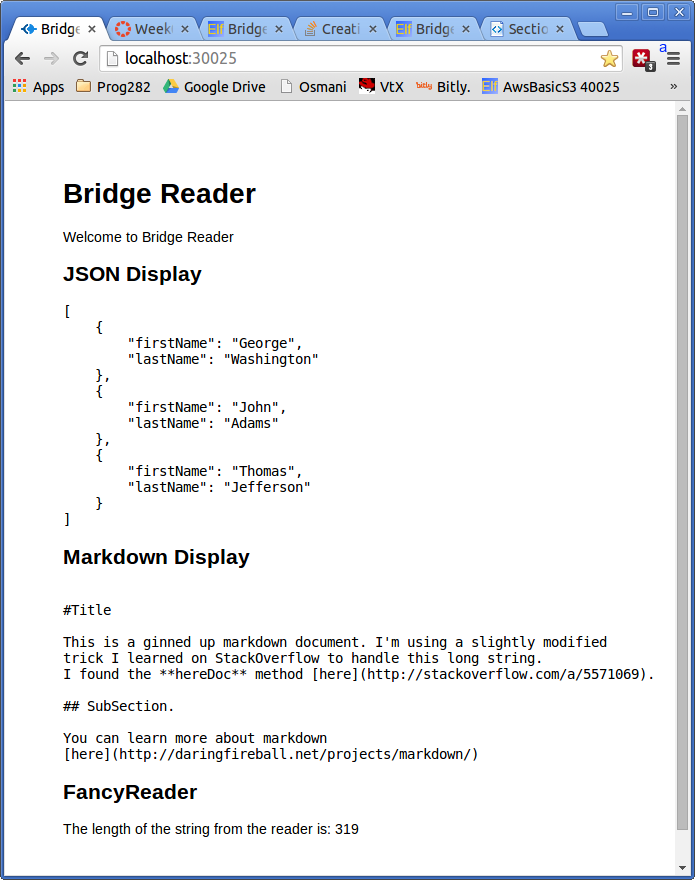 Bridge
Week
Bridge
Creati
Bridge
Sectio
localhost:30025
a
3
Apps Prog282 Google Drive Osmani VtX bitly Bitly. Elf AwsBasicS3 40025 »
Bridge Reader
Welcome to Bridge Reader
JSON Display
[
    {
        "firstName": "George",
        "lastName": "Washington"
    },
    {
        "firstName": "John",
        "lastName": "Adams"
    },
    {
        "firstName": "Thomas",
        "lastName": "Jefferson"
    }
]
Markdown Display
#Title
This is a ginned up markdown document. I'm using a slightly modified
trick I learned on StackOverflow to handle this long string.
I found the **hereDoc** method [here](http://stackoverflow.com/a/5571069).
## SubSection.
You can learn more about markdown
[here](http://daringfireball.net/projects/markdown/)
FancyReader
The length of the string from the reader is: 319